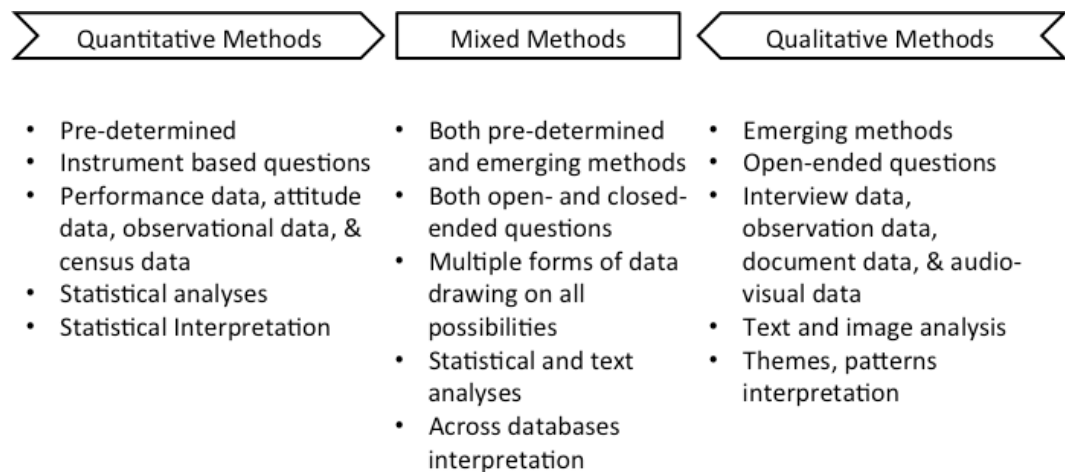 Quantitative Methods
Mixed Methods
Qualitative Methods
• Pre-determined
• Instrument based questions
• Performance data, attitude
data, observational data, &
census data
• Statistical analyses
• Statistical Interpretation
• Both pre-determined
and emerging methods
• Both open- and closed-
ended questions
• Multiple forms of data
drawing on all
possibilities
• Statistical and text
analyses
• Across databases
interpretation
• Emerging methods
• Open-ended questions
• Interview data,
observation data,
document data, & audio-
visual data
• Text and image analysis
• Themes, patterns
interpretation